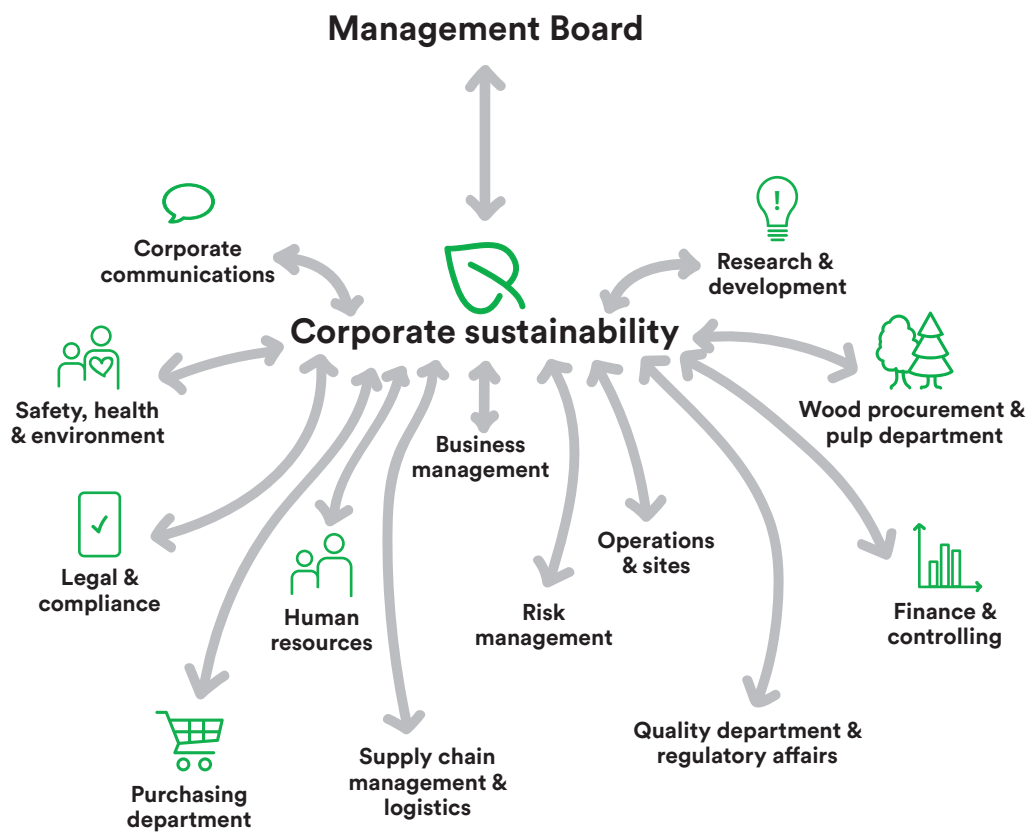 Management Board
Corporate
communications
Research &
development
Corporate sustainability
Safety, health
& environment
Wood procurement &
pulp department
Business
management
Legal &
compliance
Operations
& sites
Human
resources
Risk
management
Finance &
controlling
Purchasing
department
Supply chain
management &
logistics
Quality department &
regulatory affairs